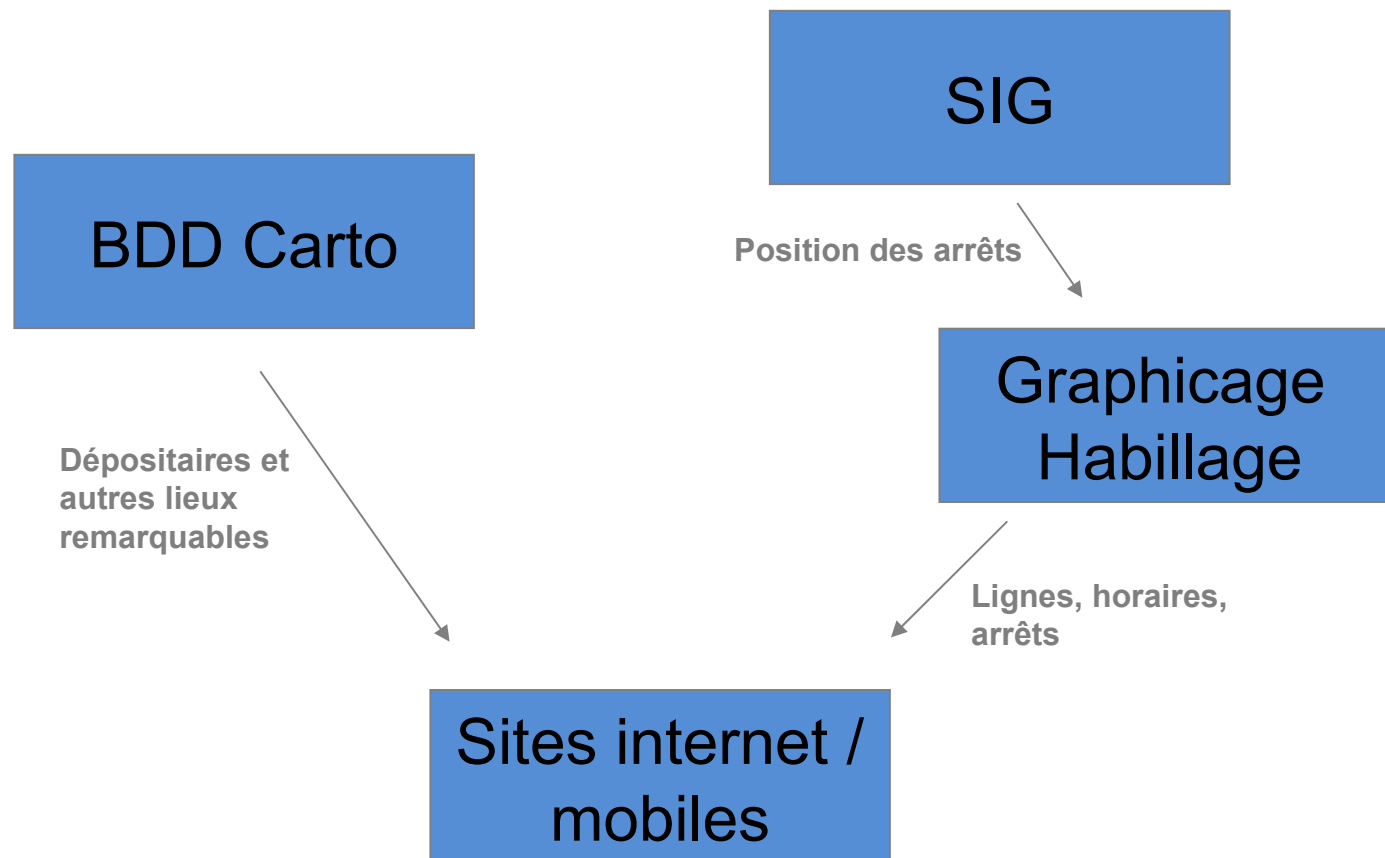 SIG
BDD Carto
Position des arrêts
Graphicage
Habillage
Dépositaires et
autres lieux
remarquables
Lignes, horaires,
arrêts
Sites internet /
mobiles